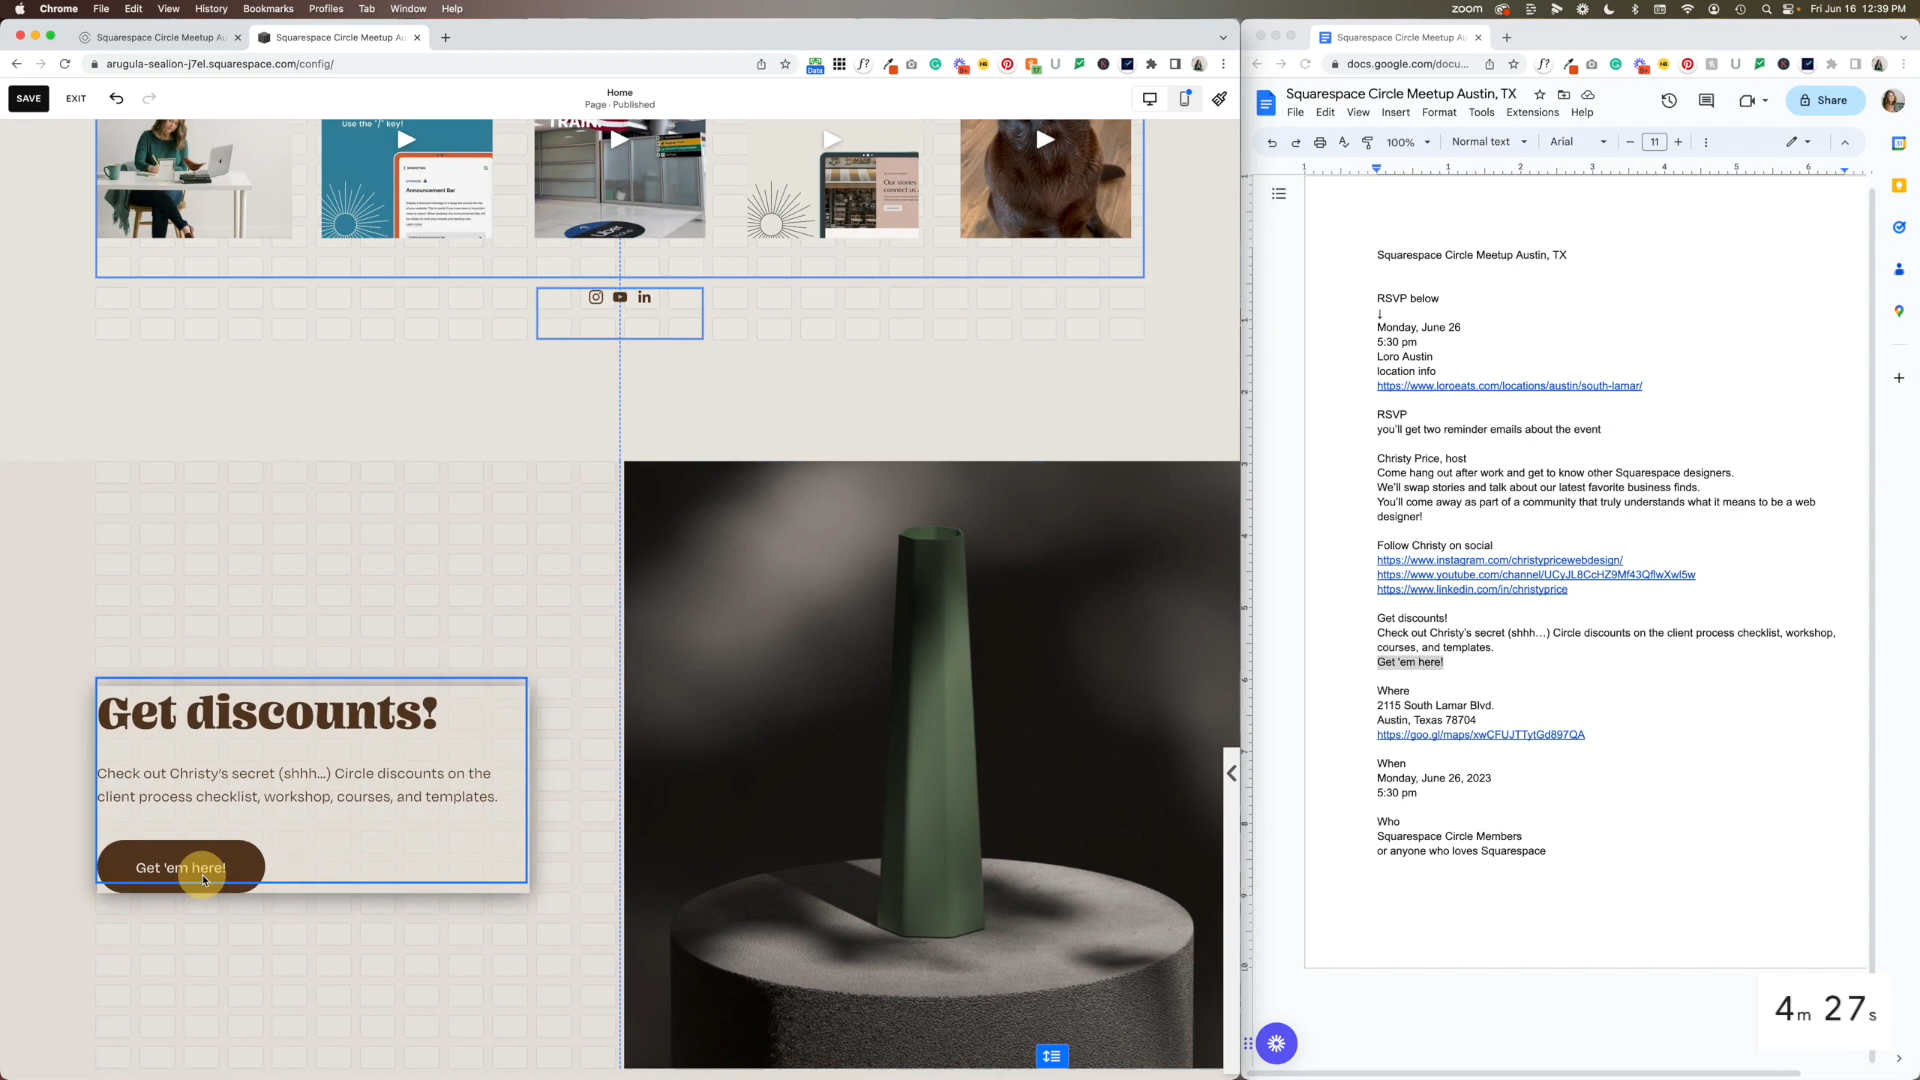 Chrome File Edit View History Bookmarks Profiles Tab Window Help
zoom Fri Jun 16 12:39 PM
Squarespace Circle Meetup Au
Squarespace Circle Meetup Au
arugula-sealion-j7el.squarespace.com/config/
SAVE EXIT
Home
Page · Published
Use the "/" key!
TRAIN.
MARKETING
Announcement Bar
Uber
Our stories
connect us
Get discounts!
Check out Christy's secret (shhh...) Circle discounts on the
client process checklist, workshop, courses, and templates.
Get 'em here!
Squarespace Circle Meetup Au
docs.google.com/docu...
Squarespace Circle Meetup Austin, TX
File Edit View Insert Format Tools Extensions Help
Share
100% Normal text Arial 11
Squarespace Circle Meetup Austin, TX
RSVP below
↓
Monday, June 26
5:30 pm
Loro Austin
location info
https://www.loroeats.com/locations/austin/south-lamar/
RSVP
you'll get two reminder emails about the event
Christy Price, host
Come hang out after work and get to know other Squarespace designers.
We'll swap stories and talk about our latest favorite business finds.
You'll come away as part of a community that truly understands what it means to be a web
designer!
Follow Christy on social
https://www.instagram.com/christypricewebdesign/
https://www.youtube.com/channel/UCyJL8CcHZ9Mf43QflwXwl5w
https://www.linkedin.com/in/christyprice
Get discounts!
Check out Christy's secret (shhh...) Circle discounts on the client process checklist, workshop,
courses, and templates.
Get 'em here!
Where
2115 South Lamar Blvd.
Austin, Texas 78704
https://goo.gl/maps/xwCFUJTTytGd897QA
When
Monday, June 26, 2023
5:30 pm
Who
Squarespace Circle Members
or anyone who loves Squarespace
4m 27s